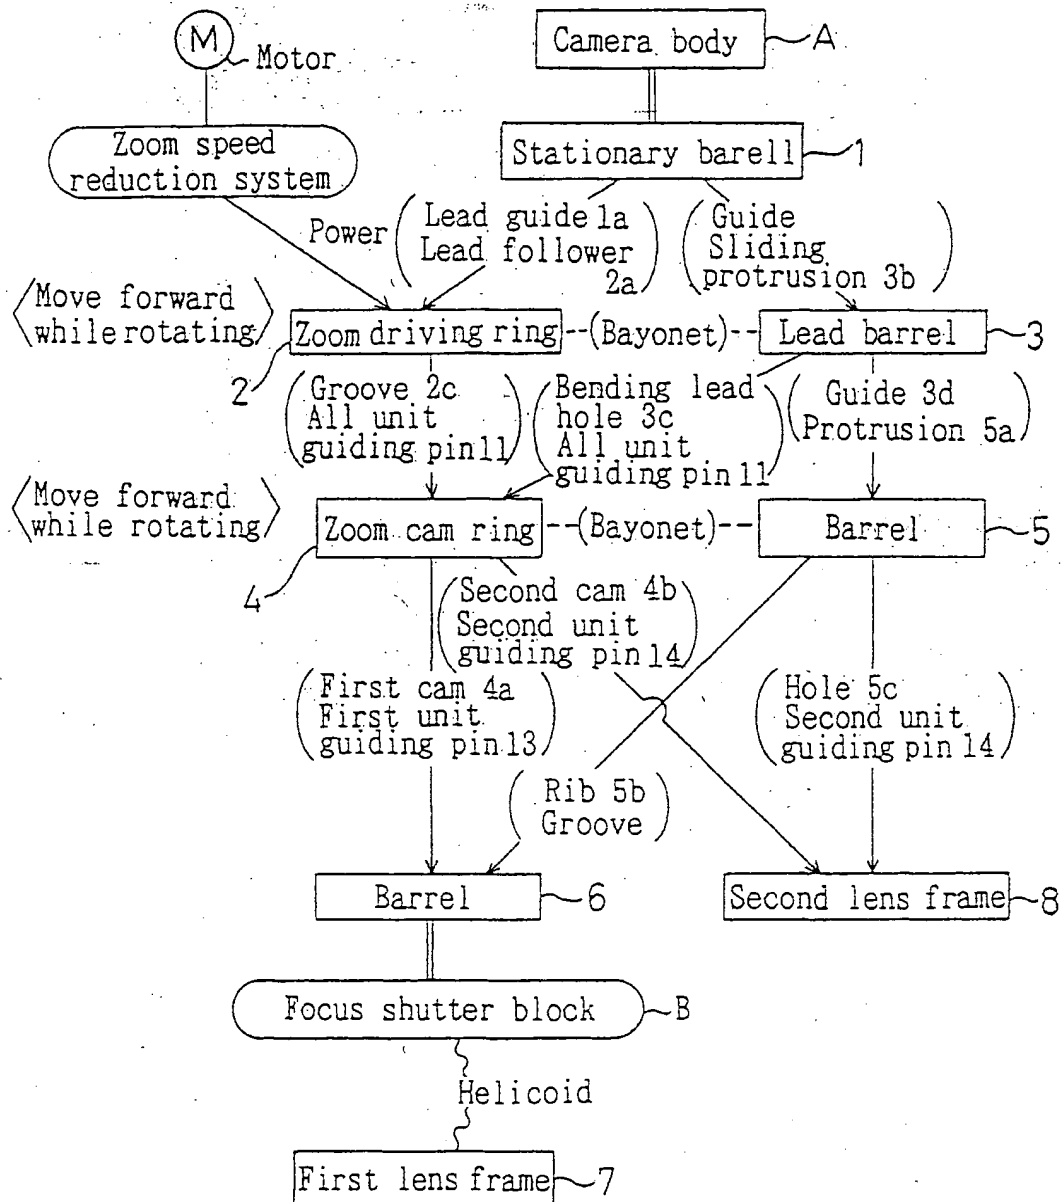 M
Motor
Camera body
A
Zoom speed
reduction system
Stationary barell
1
Power
Lead guide 1a
Lead follower
2a
Guide
Sliding
protrusion 3b
Move forward
while rotating
Zoom driving ring
(Bayonet)
Lead barrel
3
2
Groove 2c
All unit
guiding pin 11
Bending lead
hole 3c
All unit
guiding pin 11
Guide 3d
Protrusion 5a
Move forward
while rotating
Zoom cam ring
(Bayonet)
Barrel
5
4
Second cam 4b
Second unit
guiding pin 14
First cam 4a
First unit
guiding pin 13
Hole 5c
Second unit
guiding pin 14
Rib 5b
Groove
Barrel
6
Second lens frame
8
Focus shutter block
B
Helicoid
First lens frame
7